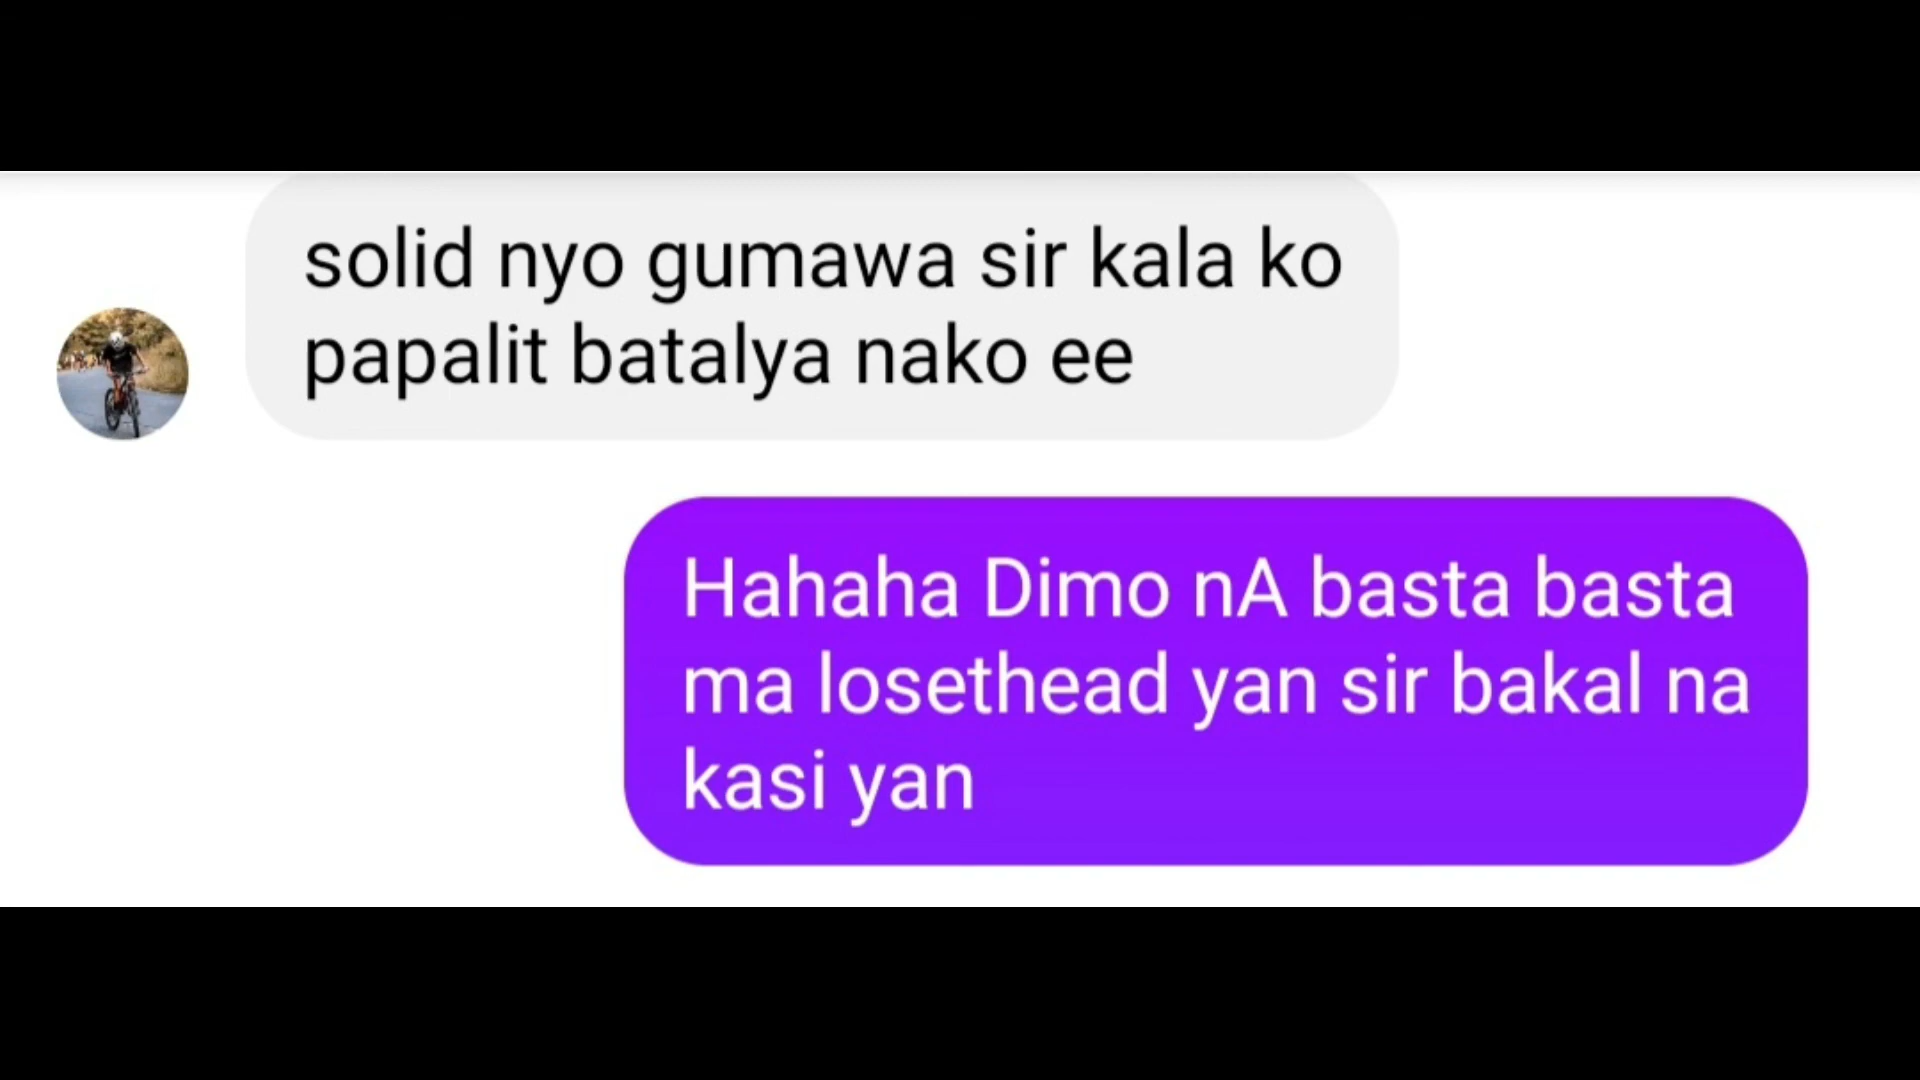 solid nyo gumawa sir kala ko
papalit batalya nako ee
Hahaha Dimo nA basta basta
ma losethead yan sir bakal na
kasi yan